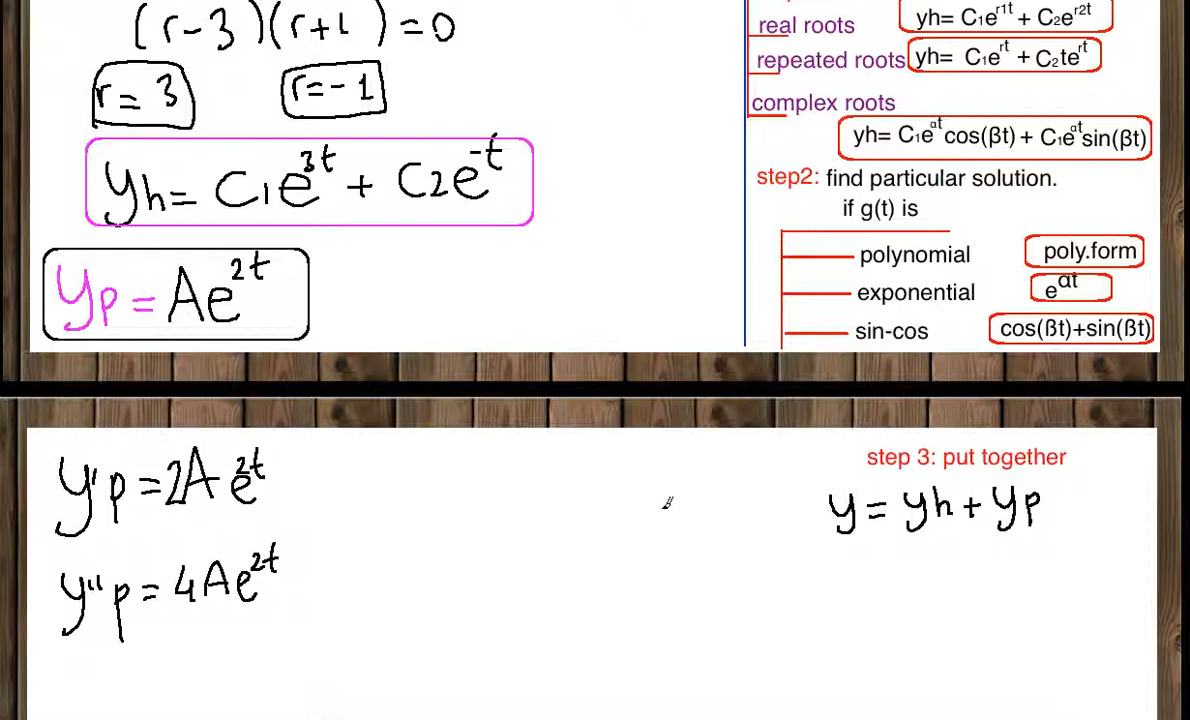 (r-3)(r+1)=0
r=3
r=-1
yh= C1e^3t + C2e^-t
yp = Ae^2t
real roots yh= C1e^r1t + C2e^r2t
repeated roots yh= C1e^rt + C2te^rt
complex roots
yh= C1e^αt cos(βt) + C1e^αt sin(βt)
step2: find particular solution.
if g(t) is
polynomial poly.form
exponential e^αt
sin-cos cos(βt)+sin(βt)
y'p =2Ae^2t
y"p = 4Ae^2t
step 3: put together
y = yh + yp